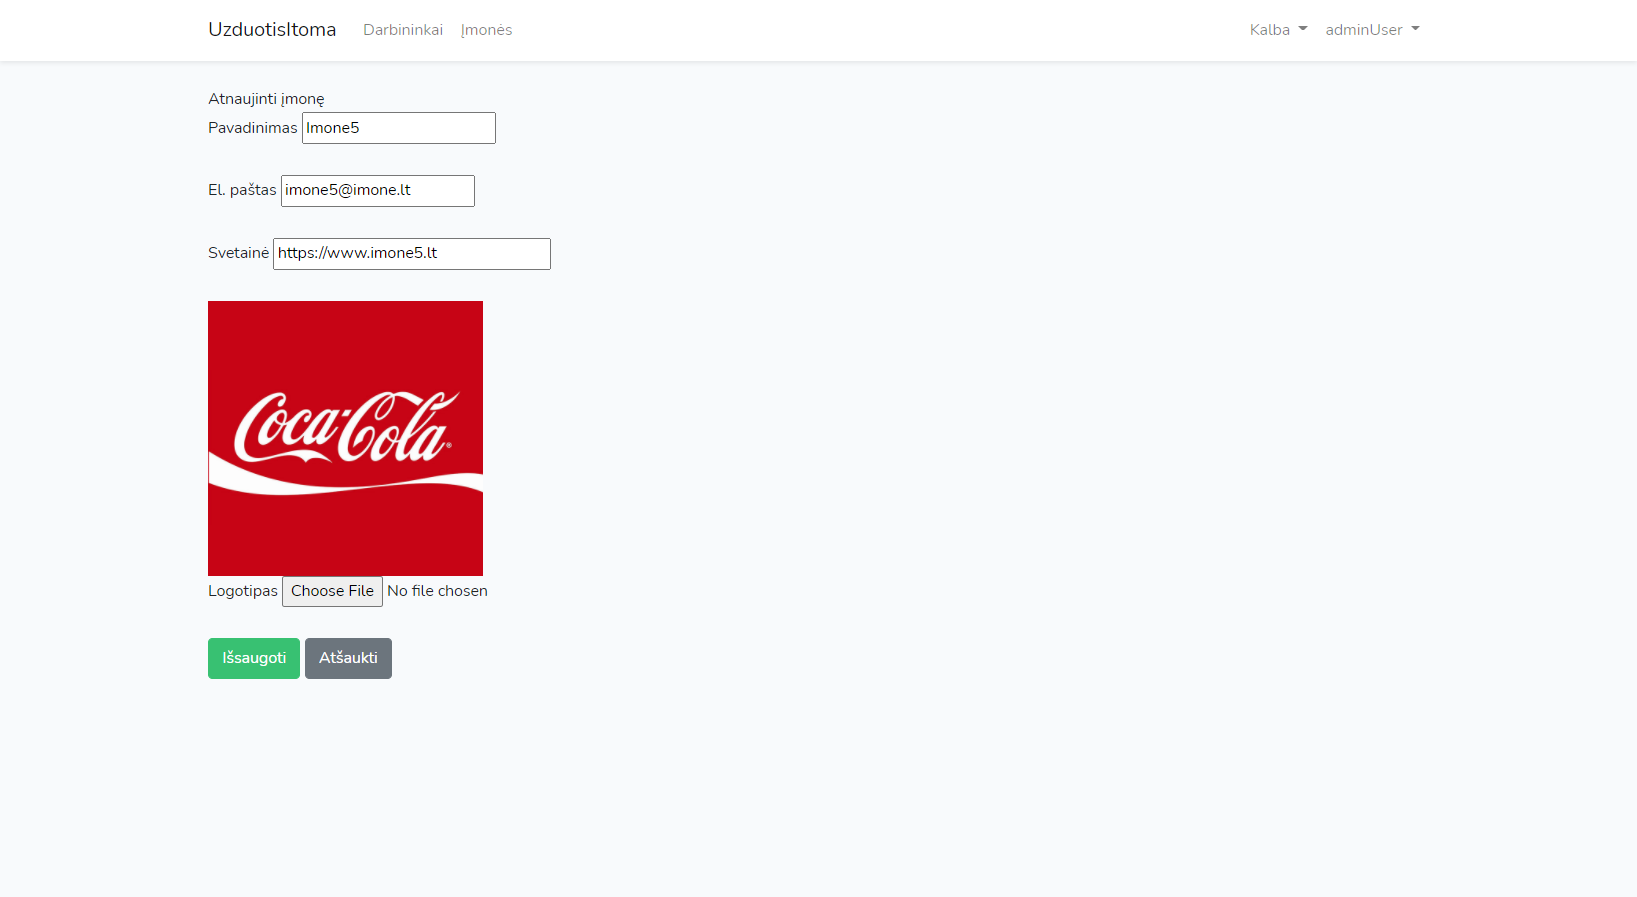 UzduotisItoma Darbininkai Įmonės Kalba adminUser
Atnaujinti įmonę
Pavadinimas Imone5
El. paštas imone5@imone.lt
Svetainė https://www.imone5.lt
Coca-Cola®
Logotipas Choose File No file chosen
Išsaugoti Atšaukti